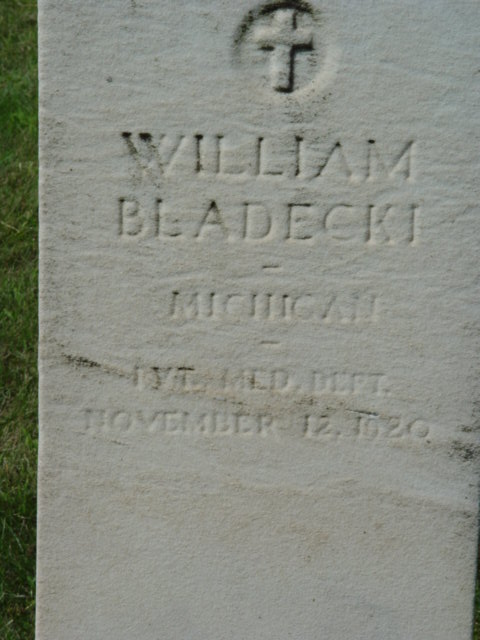 WILLIAM
BLADECKI
-
MICHIGAN
-
PVT. MED. DEPT.
NOVEMBER 12, 1920